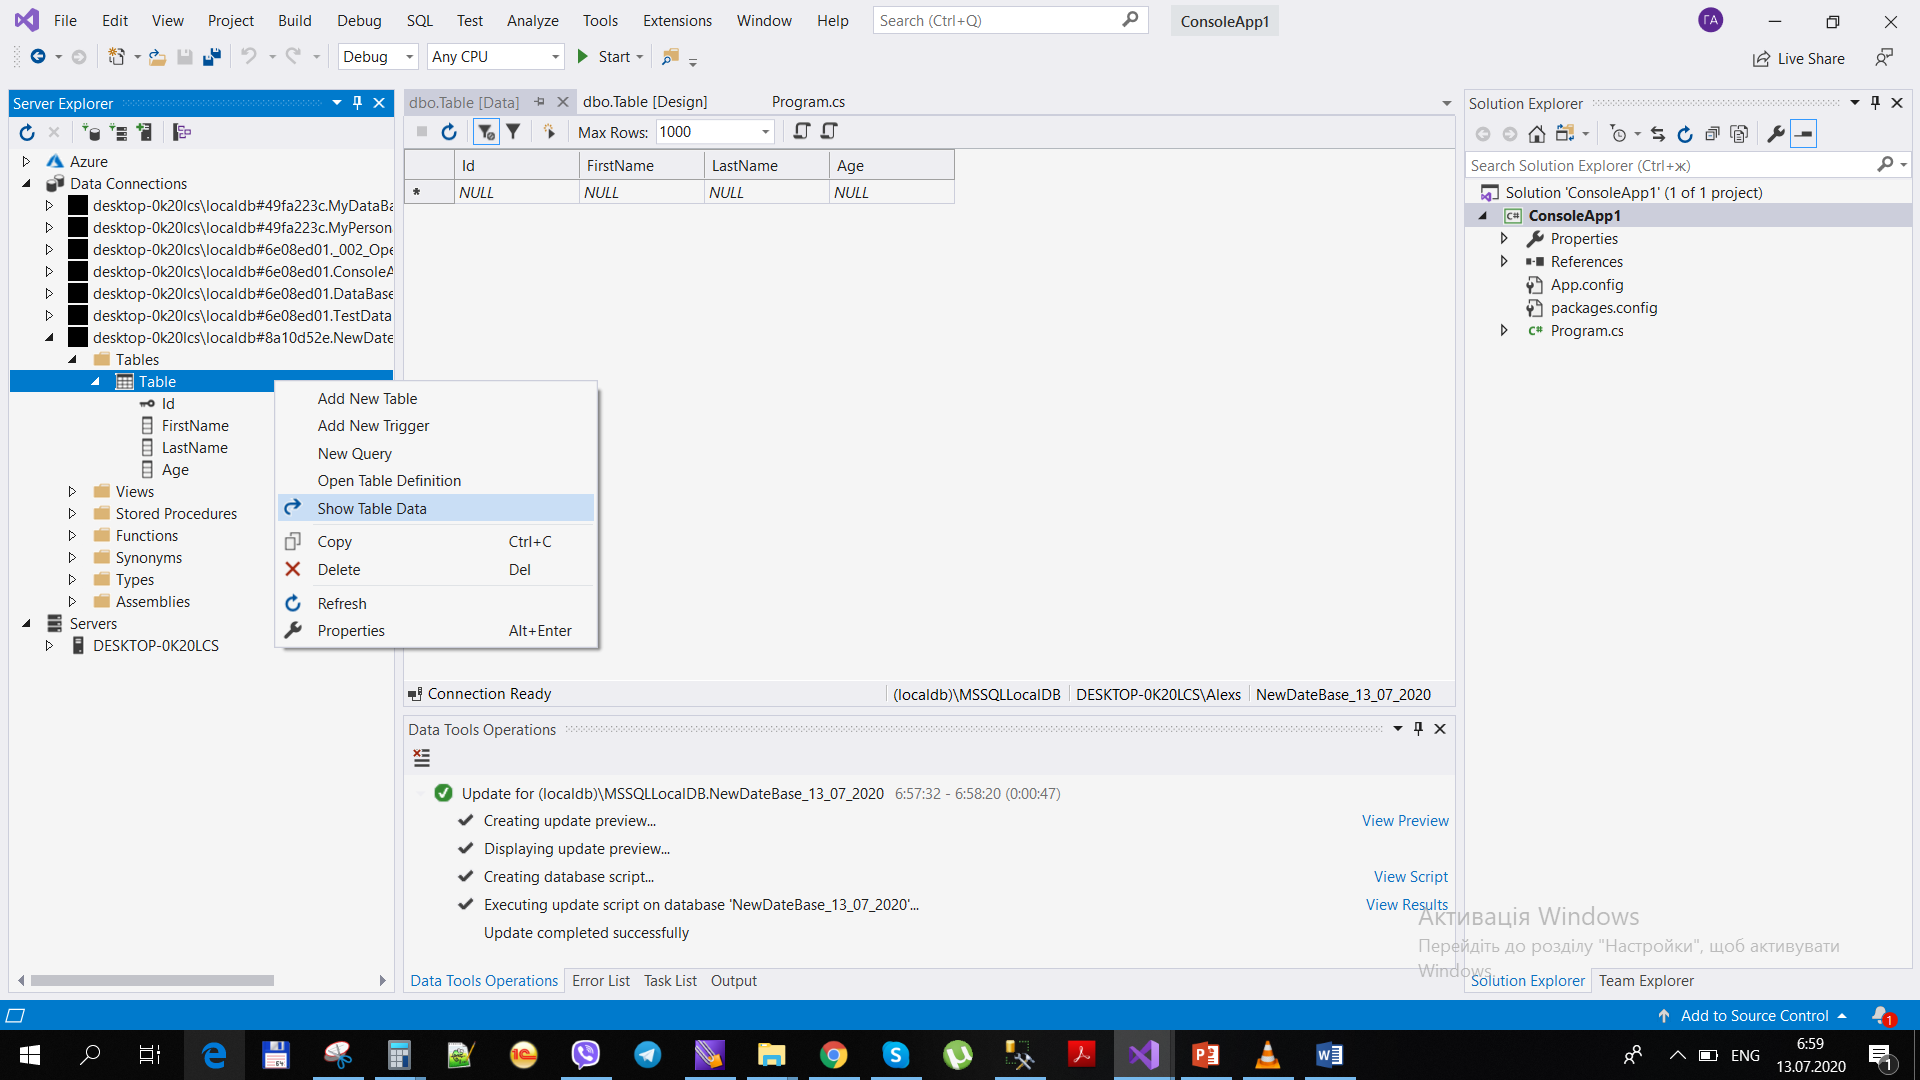 File Edit View Project Build Debug SQL Test Analyze Tools Extensions Window Help Search (Ctrl+Q) ConsoleApp1 ГА
Debug Any CPU Start Live Share
Server Explorer
Azure
Data Connections
desktop-0k20lcs\localdb#49fa223c.MyDataBa
desktop-0k20lcs\localdb#49fa223c.MyPerson
desktop-0k20lcs\localdb#6e08ed01._002_Ope
desktop-0k20lcs\localdb#6e08ed01.ConsoleA
desktop-0k20lcs\localdb#6e08ed01.DataBase
desktop-0k20lcs\localdb#6e08ed01.TestData
desktop-0k20lcs\localdb#8a10d52e.NewDate
Tables
Table
Id
FirstName
LastName
Age
Views
Stored Procedures
Functions
Synonyms
Types
Assemblies
Servers
DESKTOP-0K20LCS
Add New Table
Add New Trigger
New Query
Open Table Definition
Show Table Data
Copy Ctrl+C
Delete Del
Refresh
Properties Alt+Enter
dbo.Table [Data] dbo.Table [Design] Program.cs
Max Rows: 1000
Id FirstName LastName Age
* NULL NULL NULL NULL
Connection Ready (localdb)\MSSQLLocalDB DESKTOP-0K20LCS\Alexs NewDateBase_13_07_2020
Data Tools Operations
Update for (localdb)\MSSQLLocalDB.NewDateBase_13_07_2020 6:57:32 - 6:58:20 (0:00:47)
Creating update preview... View Preview
Displaying update preview...
Creating database script... View Script
Executing update script on database 'NewDateBase_13_07_2020'... View Results
Update completed successfully
Data Tools Operations Error List Task List Output
Solution Explorer
Search Solution Explorer (Ctrl+ж)
Solution 'ConsoleApp1' (1 of 1 project)
C# ConsoleApp1
Properties
References
App.config
packages.config
C# Program.cs
Активація Windows
Перейдіть до розділу "Настройки", щоб активувати
Windows.
Solution Explorer Team Explorer
Add to Source Control 1
ENG 6:59
13.07.2020
1